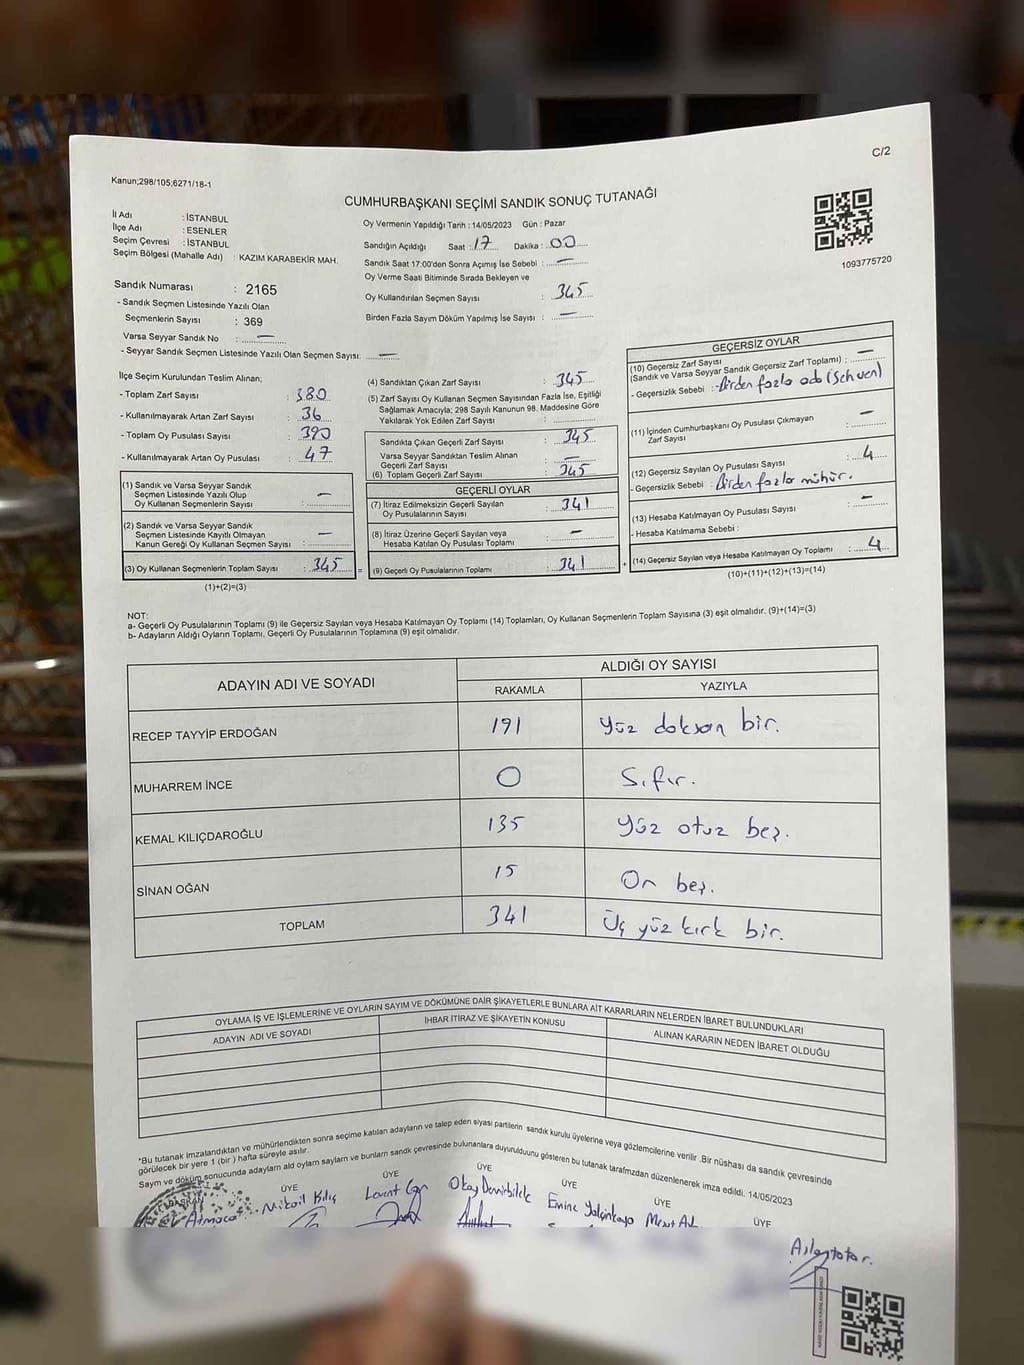 C/2
Kanun;298/105;6271/18-1
CUMHURBAŞKANI SEÇİMİ SANDIK SONUÇ TUTANAĞI
İl Adı : İSTANBUL
İlçe Adı : ESENLER
Seçim Çevresi : İSTANBUL
Seçim Bölgesi (Mahalle Adı) : KAZIM KARABEKİR MAH.
Oy Vermenin Yapıldığı Tarih : 14/05/2023 Gün : Pazar
Sandığın Açıldığı Saat : 17 Dakika : 00
Sandık Saat 17:00'den Sonra Açımış İse Sebebi : —
Oy Verme Saati Bitiminde Sırada Bekleyen ve
Oy Kullandırılan Seçmen Sayısı : 345
Birden Fazla Sayım Döküm Yapılmış İse Sayısı : —
1093775720
Sandık Numarası : 2165
- Sandık Seçmen Listesinde Yazılı Olan
Seçmenlerin Sayısı : 369
Varsa Seyyar Sandık No : —
- Seyyar Sandık Seçmen Listesinde Yazılı Olan Seçmen Sayısı: —
İlçe Seçim Kurulundan Teslim Alınan;
- Toplam Zarf Sayısı : 380
- Kullanılmayarak Artan Zarf Sayısı : 36
- Toplam Oy Pusulası Sayısı : 390
- Kullanılmayarak Artan Oy Pusulası : 47
(1) Sandık ve Varsa Seyyar Sandık
Seçmen Listesinde Yazılı Olup
Oy Kullanan Seçmenlerin Sayısı : —
(2) Sandık ve Varsa Seyyar Sandık
Seçmen Listesinde Kayıtlı Olmayan
Kanun Gereği Oy Kullanan Seçmen Sayısı : —
(3) Oy Kullanan Seçmenlerin Toplam Sayısı : 345 =
(1)+(2)=(3)
(4) Sandıktan Çıkan Zarf Sayısı : 345
(5) Zarf Sayısı Oy Kullanan Seçmen Sayısından Fazla İse, Eşitliği
Sağlamak Amacıyla; 298 Sayılı Kanunun 98. Maddesine Göre
Yakılarak Yok Edilen Zarf Sayısı :
Sandıkta Çıkan Geçerli Zarf Sayısı : 345
Varsa Seyyar Sandıktan Teslim Alınan
Geçerli Zarf Sayısı : —
(6) Toplam Geçerli Zarf Sayısı : 345
GEÇERLİ OYLAR
(7) İtiraz Edilmeksizin Geçerli Sayılan
Oy Pusulalarının Sayısı : 341
(8) İtiraz Üzerine Geçerli Sayılan veya
Hesaba Katılan Oy Pusulası Toplamı : —
(9) Geçerli Oy Pusulalarının Toplamı : 341 +
GEÇERSİZ OYLAR
(10) Geçersiz Zarf Sayısı
(Sandık ve Varsa Seyyar Sandık Geçersiz Zarf Toplamı) : —
- Geçersizlik Sebebi : Birden fazla
(11) İçinden Cumhurbaşkanı Oy Pusulası Çıkmayan
Zarf Sayısı : —
(12) Geçersiz Sayılan Oy Pusulası Sayısı : 4
- Geçersizlik Sebebi : Birden fazla mühür.
(13) Hesaba Katılmayan Oy Pusulası Sayısı : —
- Hesaba Katılmama Sebebi :
(14) Geçersiz Sayılan veya Hesaba Katılmayan Oy Toplamı : 4
(10)+(11)+(12)+(13)=(14)
NOT:
a- Geçerli Oy Pusulalarının Toplamı (9) ile Geçersiz Sayılan veya Hesaba Katılmayan Oy Toplamı (14) Toplamları, Oy Kullanan Seçmenlerin Toplam Sayısına (3) eşit olmalıdır. (9)+(14)=(3)
b- Adayların Aldığı Oyların Toplamı, Geçerli Oy Pusulalarının Toplamına (9) eşit olmalıdır.
ADAYIN ADI VE SOYADI ALDIĞI OY SAYISI
RAKAMLA YAZIYLA
RECEP TAYYİP ERDOĞAN 191 Yüz doksan bir.
MUHARREM İNCE 0 Sıfır.
KEMAL KILIÇDAROĞLU 135 Yüz otuz beş.
SİNAN OĞAN 15 On beş.
TOPLAM 341 Üç yüz kırk bir.
OYLAMA İŞ VE İŞLEMLERİNE VE OYLARIN SAYIM VE DÖKÜMÜNE DAİR ŞİKAYETLERLE BUNLARA AİT KARARLARIN NELERDEN İBARET BULUNDUKLARI
ADAYIN ADI VE SOYADI İHBAR İTİRAZ VE ŞİKAYETİN KONUSU ALINAN KARARIN NEDEN İBARET OLDUĞU
*Bu tutanak imzalandıktan ve mühürlendikten sonra seçime katılan adayların ve talep eden siyasi partilerin sandık kurulu üyelerine veya gözlemcilerine verilir .Bir nüshası da sandık çevresinde
görülecek bir yere 1 (bir ) hafta süreyle asılır.
Sayım ve döküm sonucunda adayların aldı oyların sayıları ve bunların sandık çevresinde bulunanlara duyurulduunu gösteren bu tutanak tarafımzdan düzenlenerek imza edildi. 14/05/2023
BAŞKAN ÜYE ÜYE ÜYE ÜYE ÜYE ÜYE
Mikail Kılıç Levent Okay Demirbilek Emine Yalçınkaya